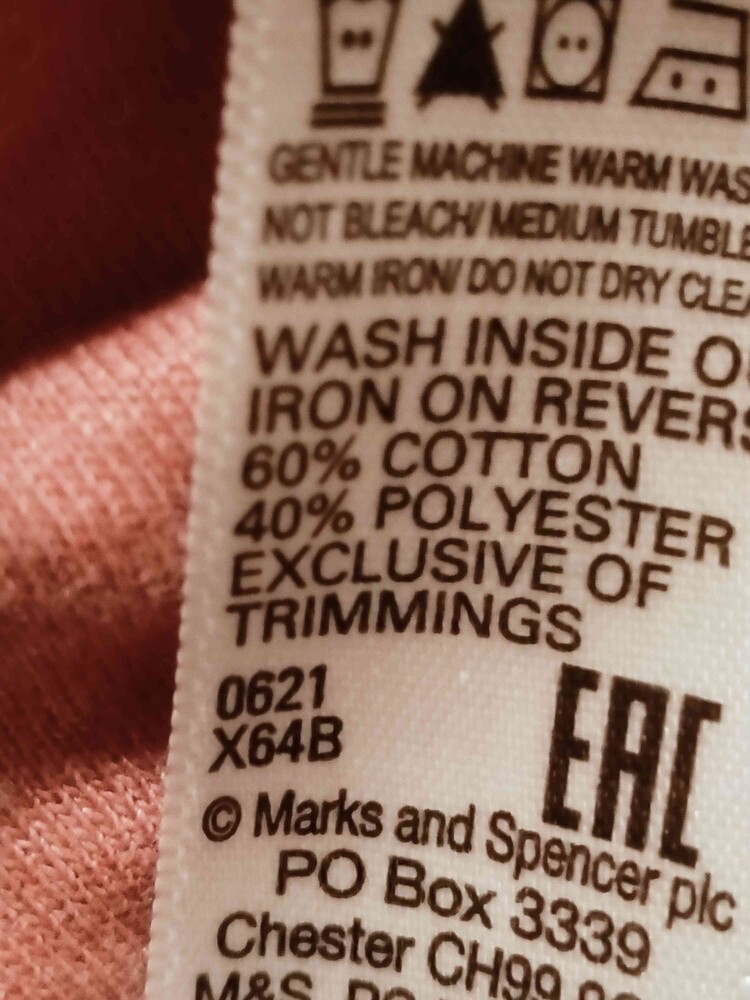 GENTLE MACHINE WARM WAS
NOT BLEACH/ MEDIUM TUMBLE
WARM IRON/ DO NOT DRY CLEA
WASH INSIDE O
IRON ON REVERS
60% COTTON
40% POLYESTER
EXCLUSIVE OF
TRIMMINGS
0621
X64B
EAC
© Marks and Spencer plc
PO Box 3339
Chester CH99
M&S, PO